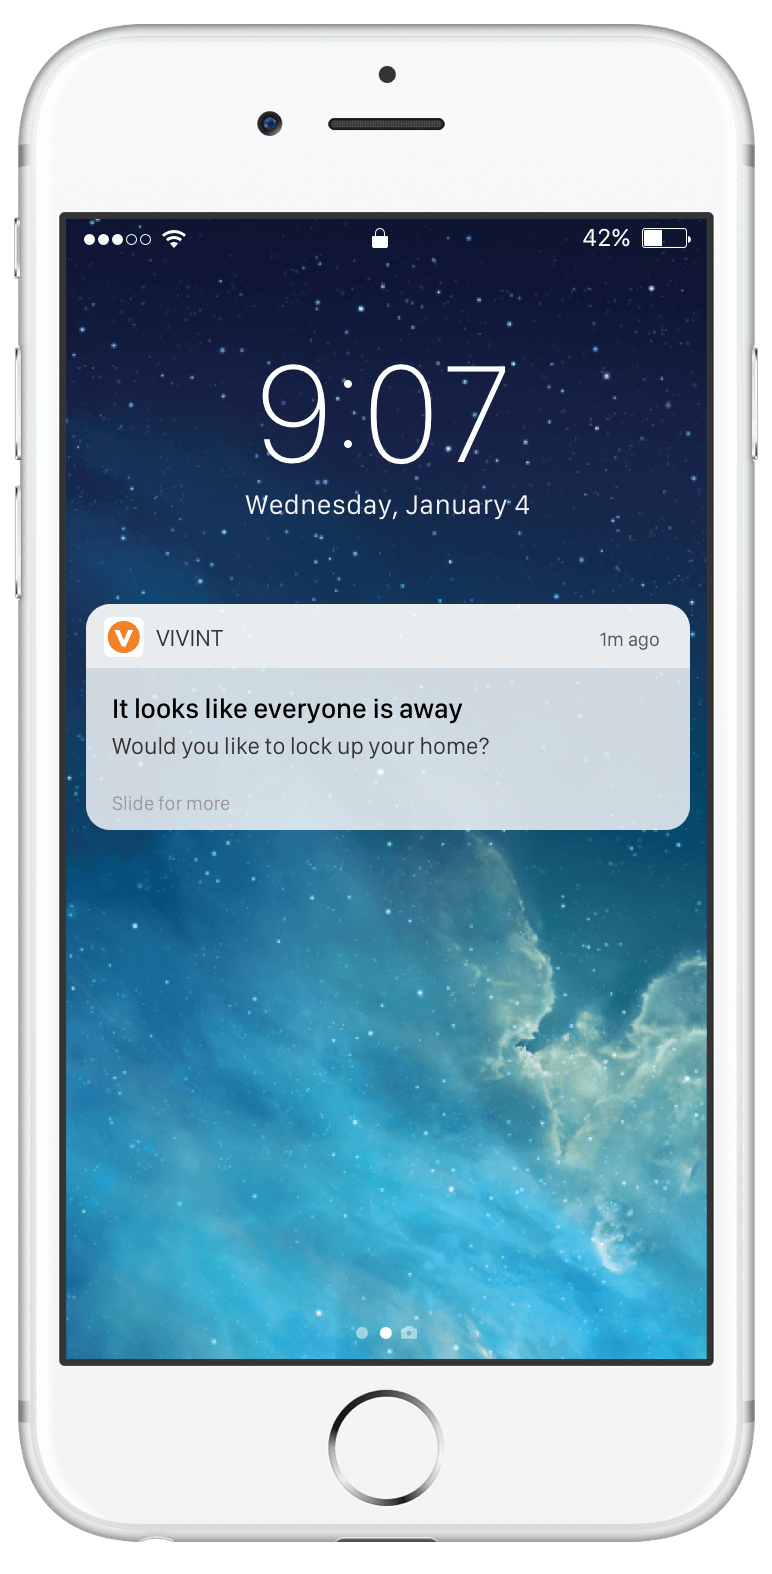 42%
9:07
Wednesday, January 4
V VIVINT 1m ago
It looks like everyone is away
Would you like to lock up your home?
Slide for more